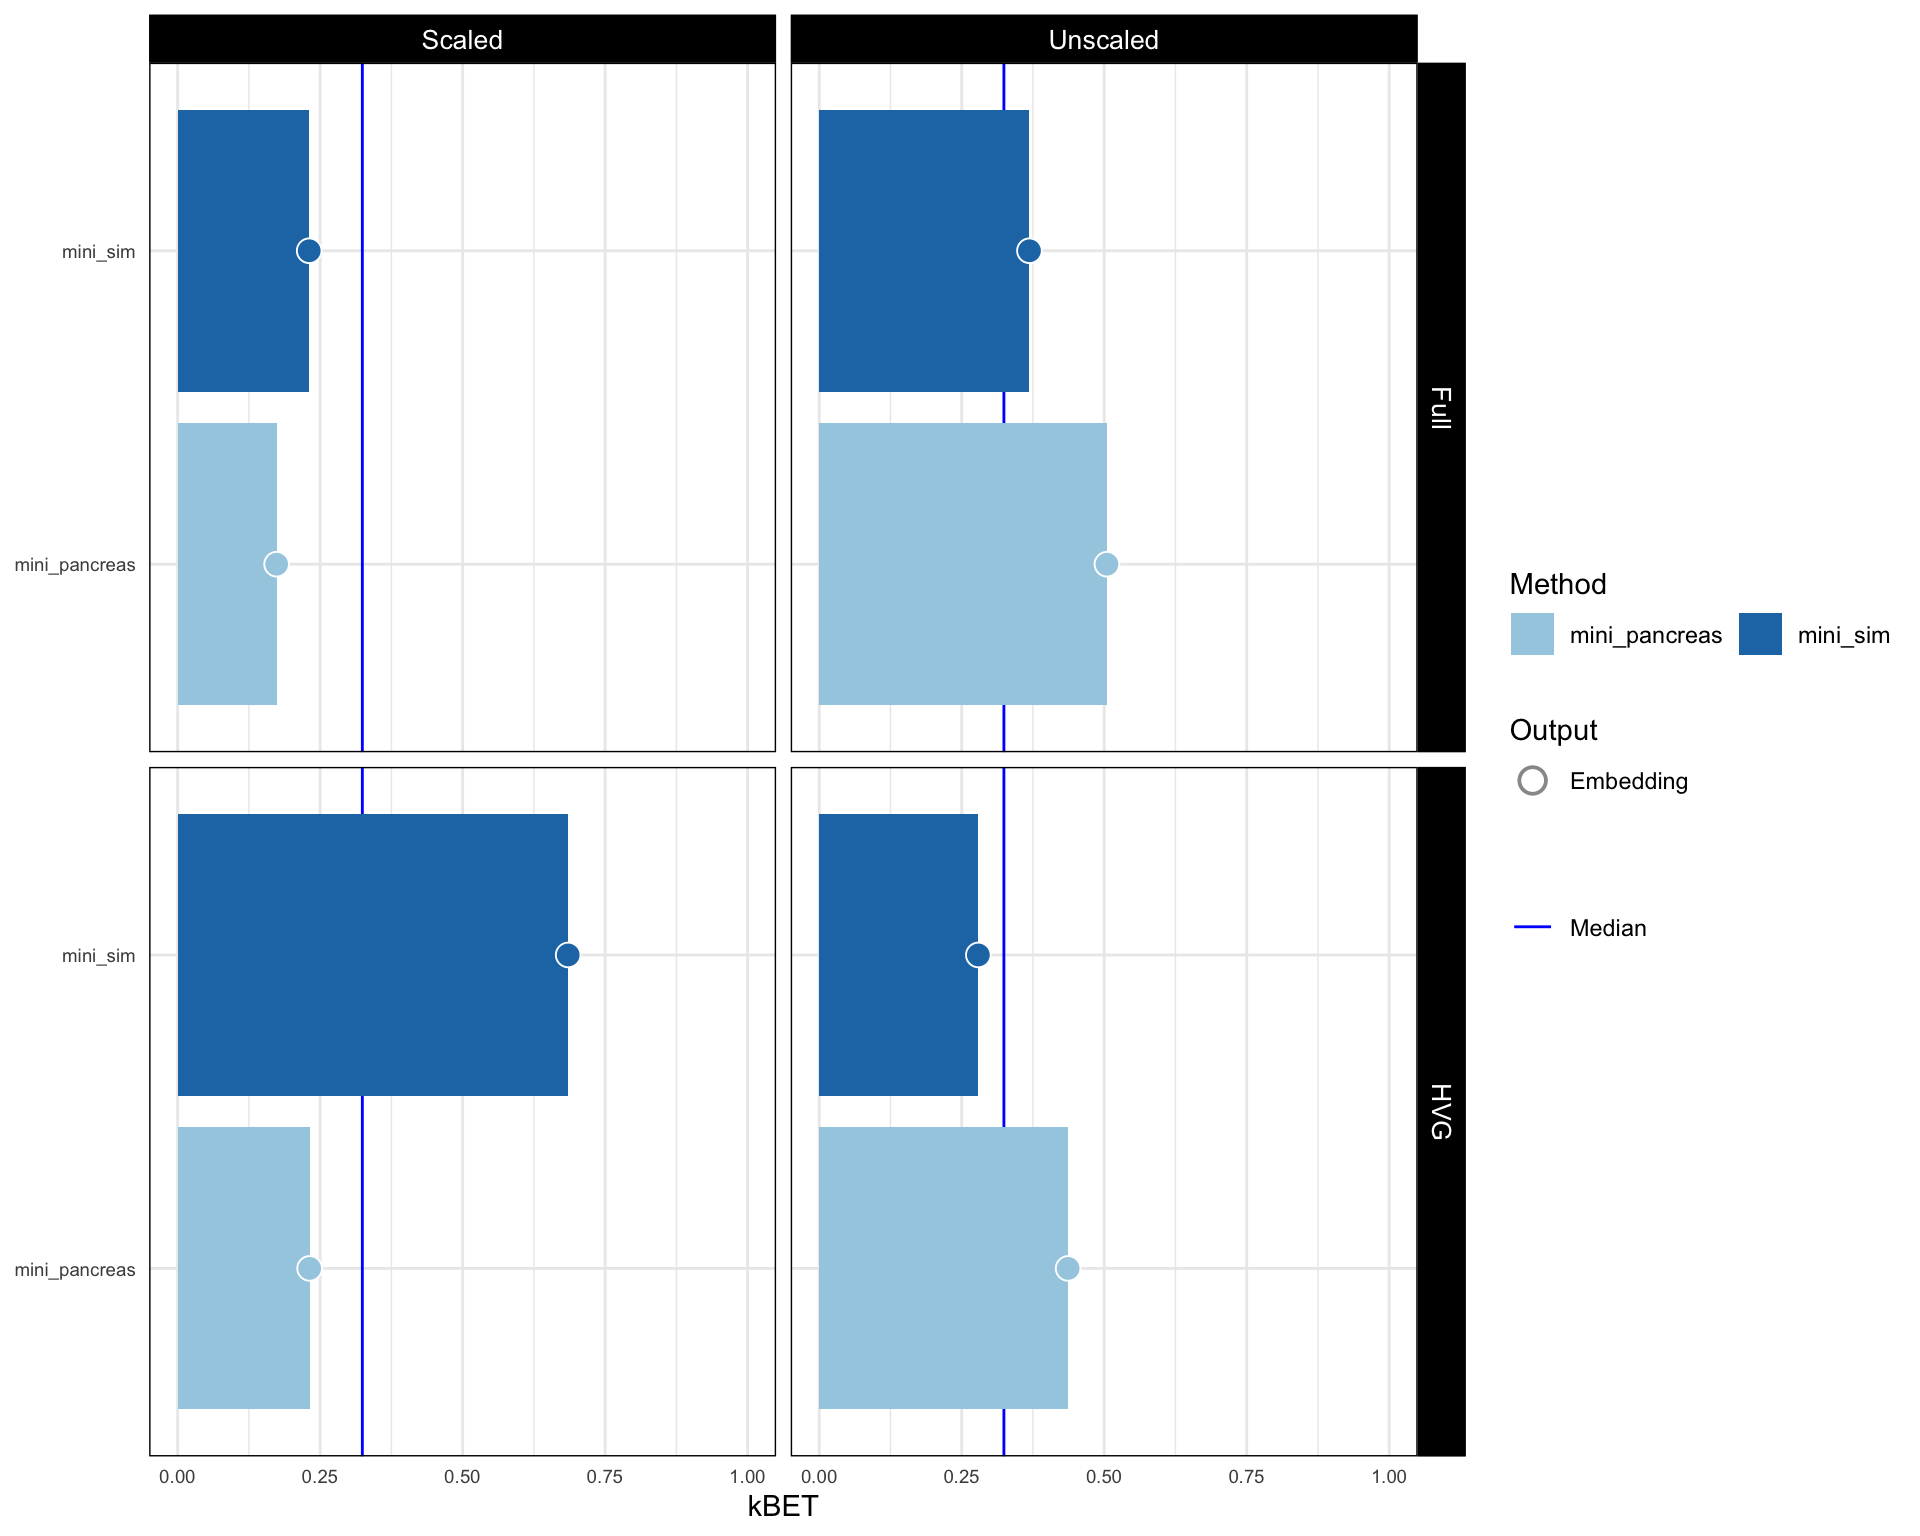 Scaled
Unscaled
mini_sim
mini_pancreas
Full
mini_sim
mini_pancreas
HVG
0.00 0.25 0.50 0.75 1.00
0.00 0.25 0.50 0.75 1.00
kBET
Method
mini_pancreas
mini_sim
Output
Embedding
Median